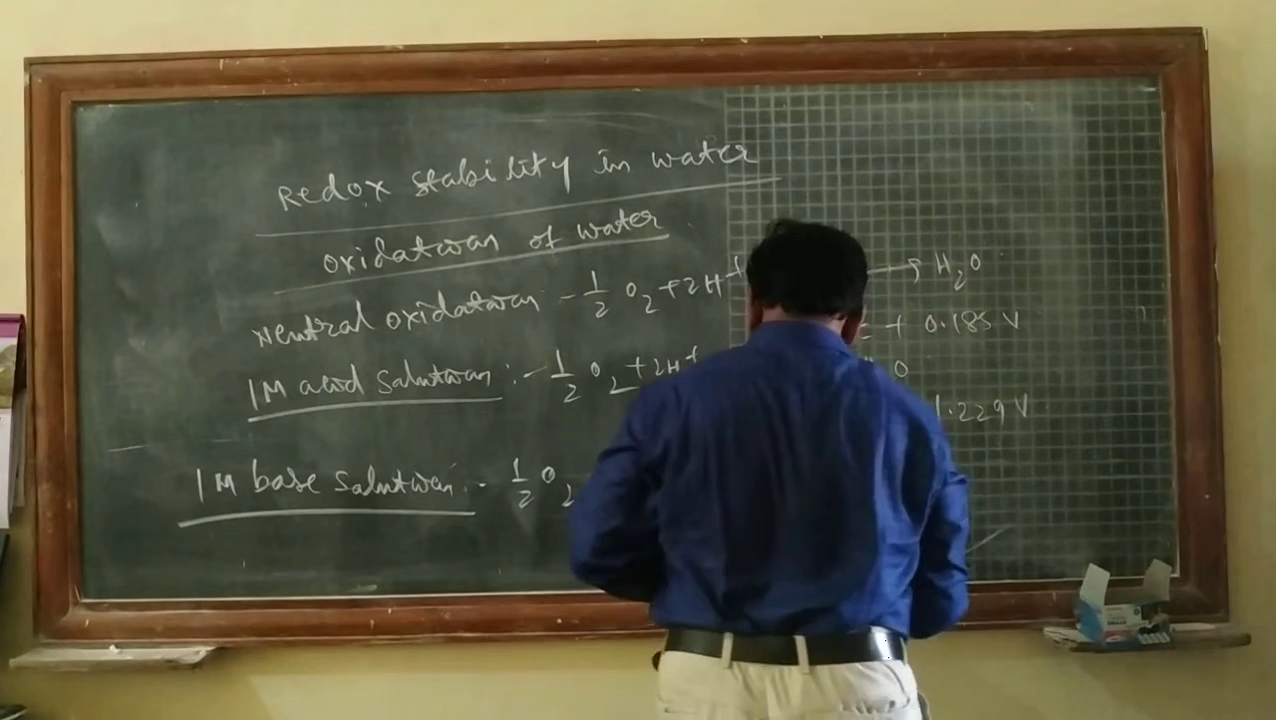 Redox stability in water
oxidation of water
Neutral oxidation :- 1/2 O2 + 2H+ → H2O
= + 0.185 V
1M acid solution :- 1/2 O2 + 2H+ O
1.229 V
1M base solution :- 1/2 O2